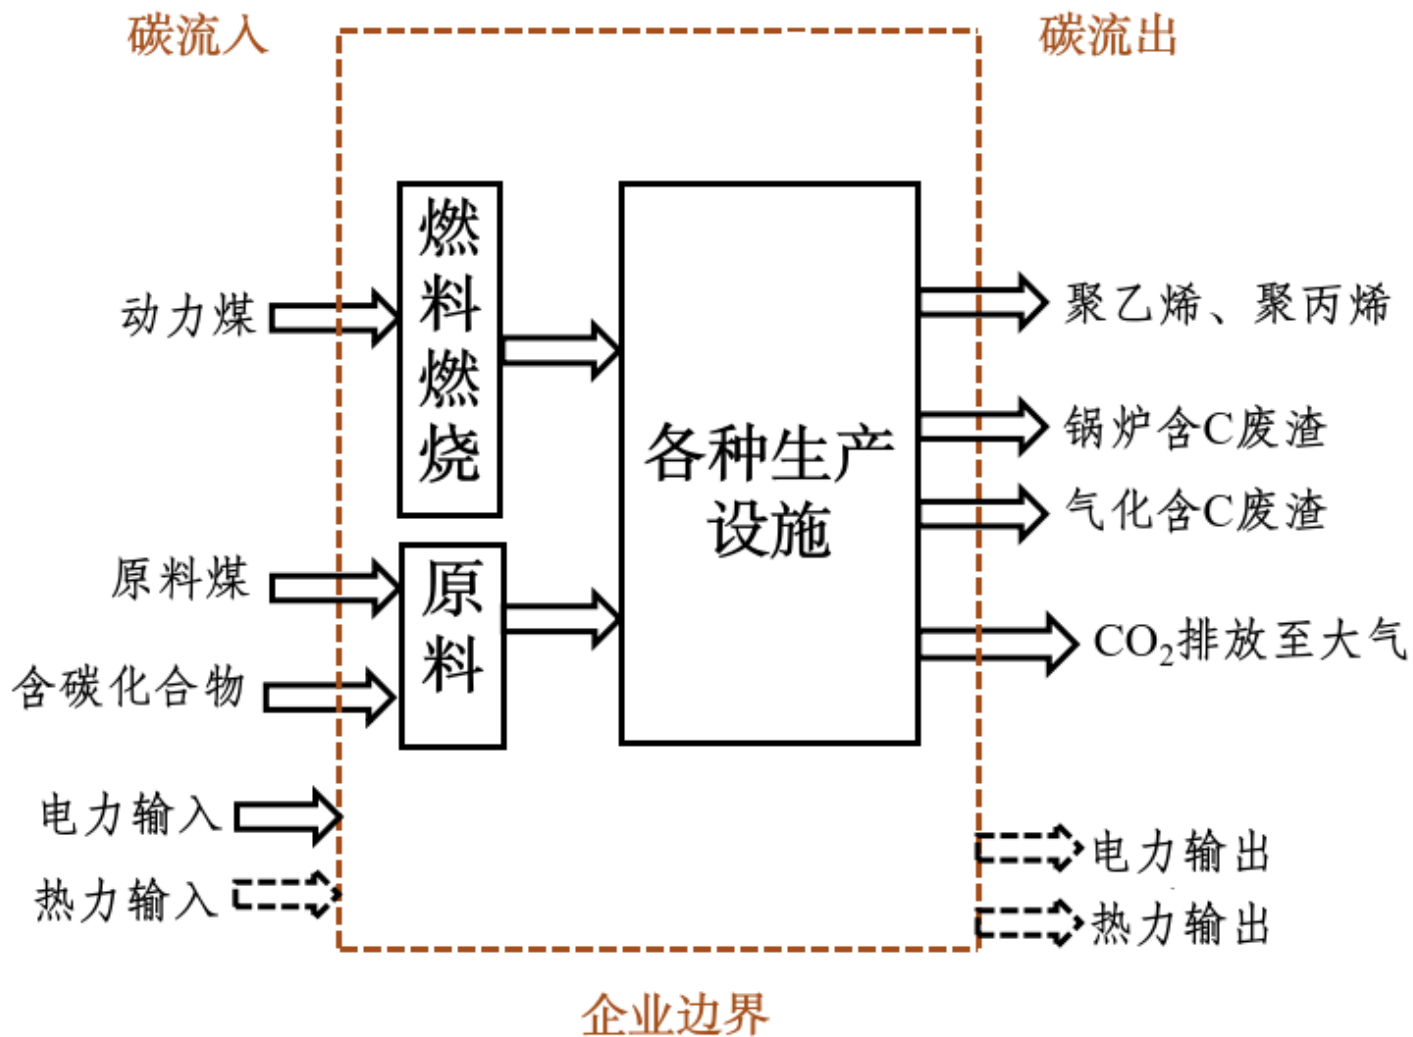 碳流入
碳流出
燃
料
燃
烧
动力煤
聚乙烯、聚丙烯
锅炉含C废渣
各种生产
设施
气化含C废渣
原料煤
原
料
含碳化合物
CO₂排放至大气
电力输入
热力输入
电力输出
热力输出
企业边界